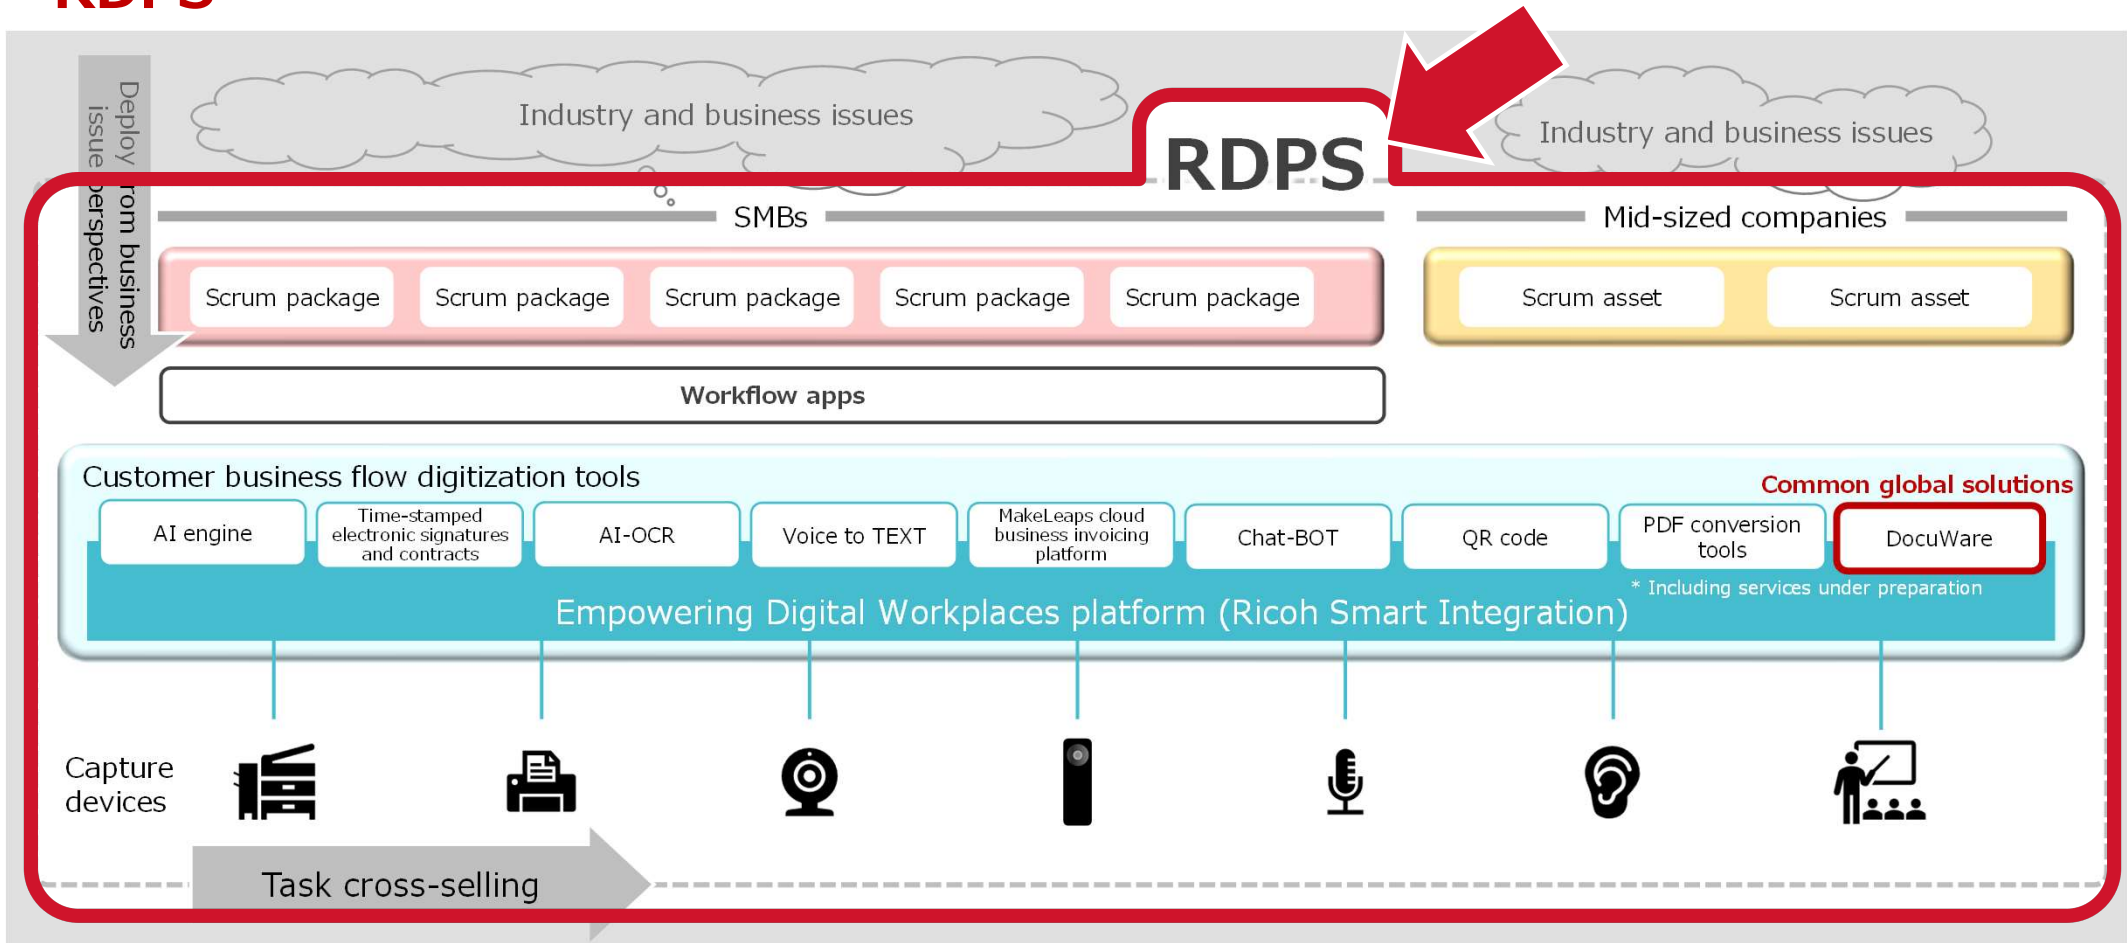 RDPS
Deploy from business
issue perspectives
Industry and business issues
RDPS
Industry and business issues
SMBs
Mid-sized companies
Scrum package
Scrum package
Scrum package
Scrum package
Scrum package
Scrum asset
Scrum asset
Workflow apps
Customer business flow digitization tools
Common global solutions
AI engine
Time-stamped
electronic signatures
and contracts
AI-OCR
Voice to TEXT
MakeLeaps cloud
business invoicing
platform
Chat-BOT
QR code
PDF conversion
tools
DocuWare
* Including services under preparation
Empowering Digital Workplaces platform (Ricoh Smart Integration)
Capture
devices
Task cross-selling